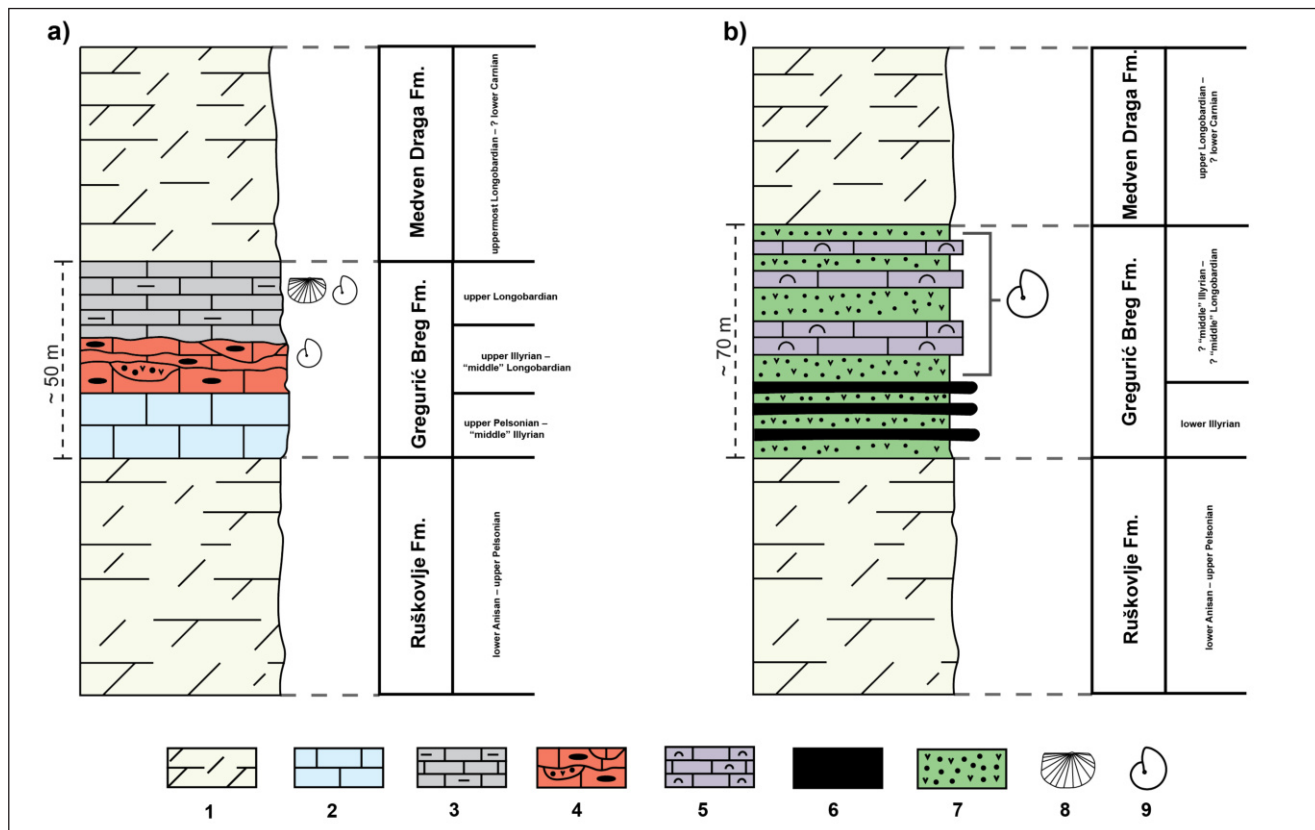 a)
Medven Draga Fm.
uppermost Longobardian – ? lower Carnian
~ 50 m
Gregurić Breg Fm.
upper Longobardian
upper Illyrian –
“middle” Longobardian
upper Pelsonian –
“middle” Illyrian
Ruškovlje Fm.
lower Anisan – upper Pelsonian
b)
Medven Draga Fm.
upper Longobardian –
? lower Carnian
~ 70 m
Gregurić Breg Fm.
? “middle” Illyrian –
? “middle” Longobardian
lower Illyrian
Ruškovlje Fm.
lower Anisan – upper Pelsonian
1 2 3 4 5 6 7 8 9